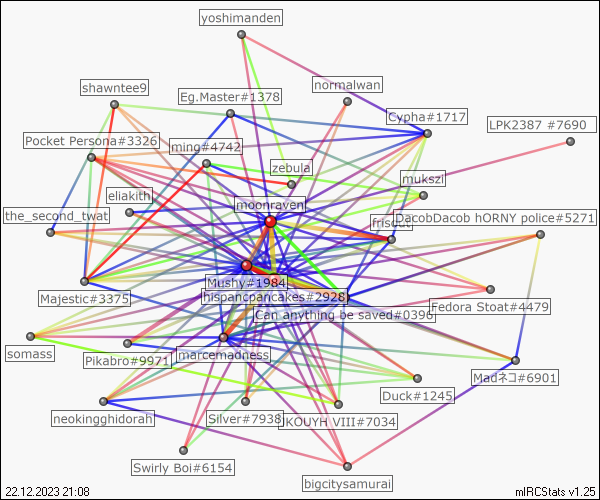 yoshimanden
shawntee9
normalwan
Eg.Master#1378
Cypha#1717
LPK2387 #7690
Pocket Persona#3326
ming#4742
zebula
mukszi
eliakith
moonraven
the_second_twat
DacobDacob hORNY police#5271
Mushy#1984
Majestic#3375
hispancpancakes#2928
Fedora Stoat#4479
Can anything be saved#0396
somass
Pikabro#9971
marcemadness
Madネコ#6901
Duck#1245
neokingghidorah
Silver#7938
KOUYH VIII#7034
Swirly Boi#6154
bigcitysamurai
22.12.2023 21:08
mIRCStats v1.25